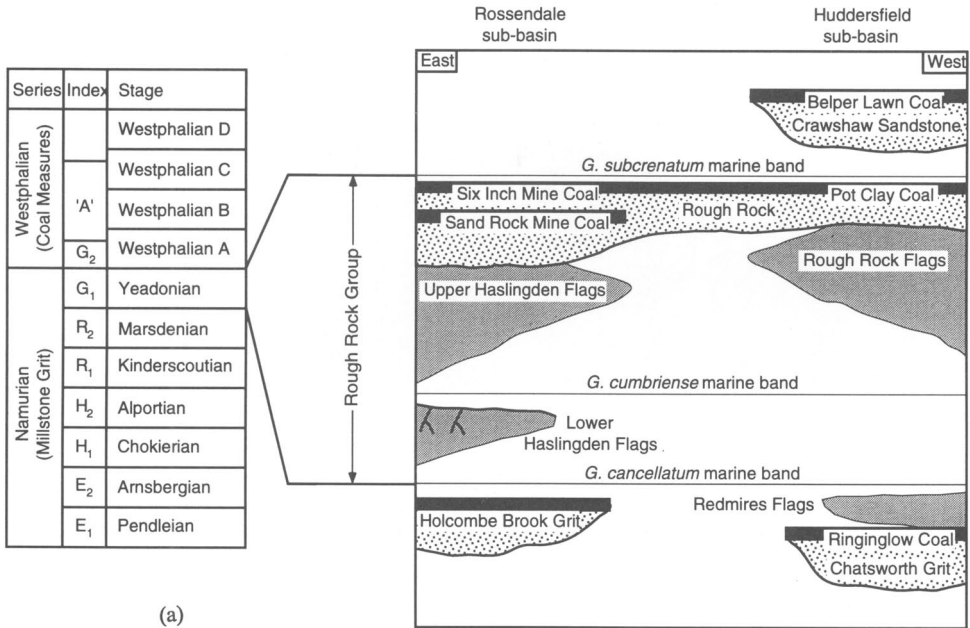 Rossendale
sub-basin
Huddersfield
sub-basin
East
West
Series Index Stage
Westphalian
(Coal Measures)
Westphalian D
Westphalian C
'A'
Westphalian B
G2
Westphalian A
Namurian
(Millstone Grit)
G1
Yeadonian
R2
Marsdenian
R1
Kinderscoutian
H2
Alportian
H1
Chokierian
E2
Arnsbergian
E1
Pendleian
Rough Rock Group
Belper Lawn Coal
Crawshaw Sandstone
G. subcrenatum marine band
Six Inch Mine Coal
Pot Clay Coal
Rough Rock
Sand Rock Mine Coal
Rough Rock Flags
Upper Haslingden Flags
G. cumbriense marine band
Lower
Haslingden Flags
G. cancellatum marine band
Redmires Flags
Holcombe Brook Grit
Ringinglow Coal
Chatsworth Grit
(a)